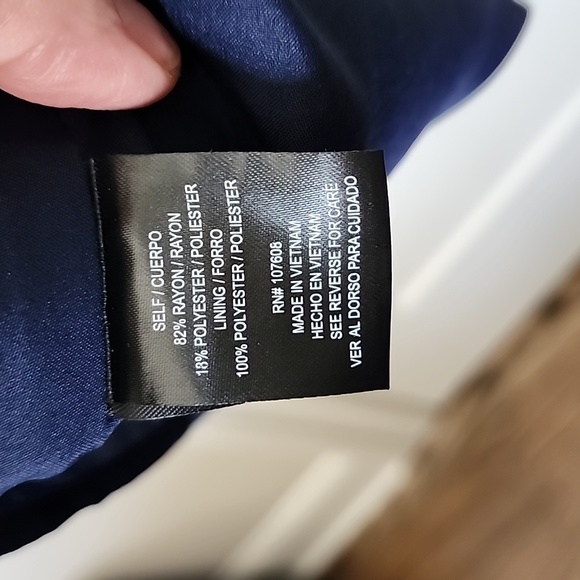 SELF / CUERPO
82% RAYON / RAYON
18% POLYESTER / POLIESTER
LINING / FORRO
100% POLYESTER / POLIESTER
RN# 107608
MADE IN VIETNAM
HECHO EN VIETNAM
SEE REVERSE FOR CARE
VER AL DORSO PARA CUIDADO